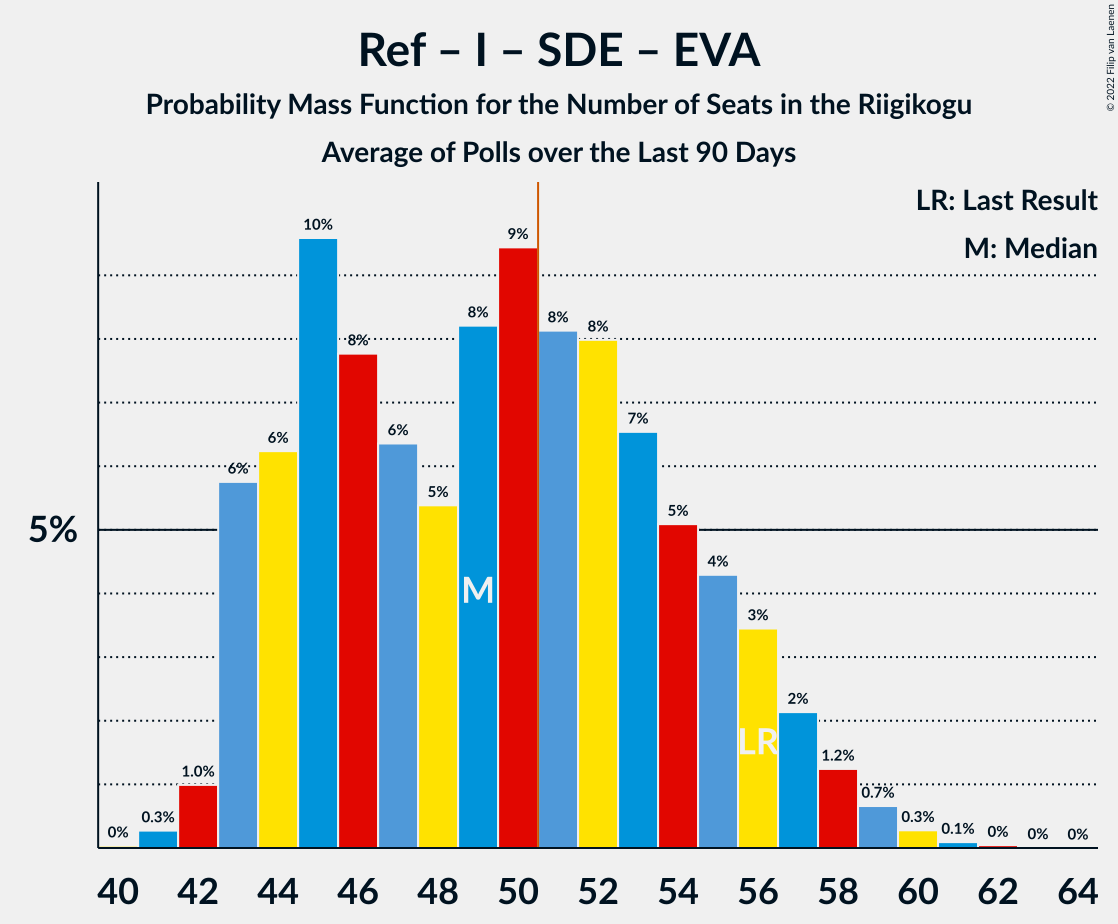 Ref – I – SDE – EVA
Probability Mass Function for the Number of Seats in the Riigikogu
Average of Polls over the Last 90 Days
© 2022 Filip van Laenen
LR: Last Result
M: Median
5%
0%
0.3%
1.0%
6%
6%
10%
8%
6%
5%
8%
9%
8%
8%
7%
5%
4%
3%
2%
1.2%
0.7%
0.3%
0.1%
0%
0%
0%
M
LR
40 42 44 46 48 50 52 54 56 58 60 62 64